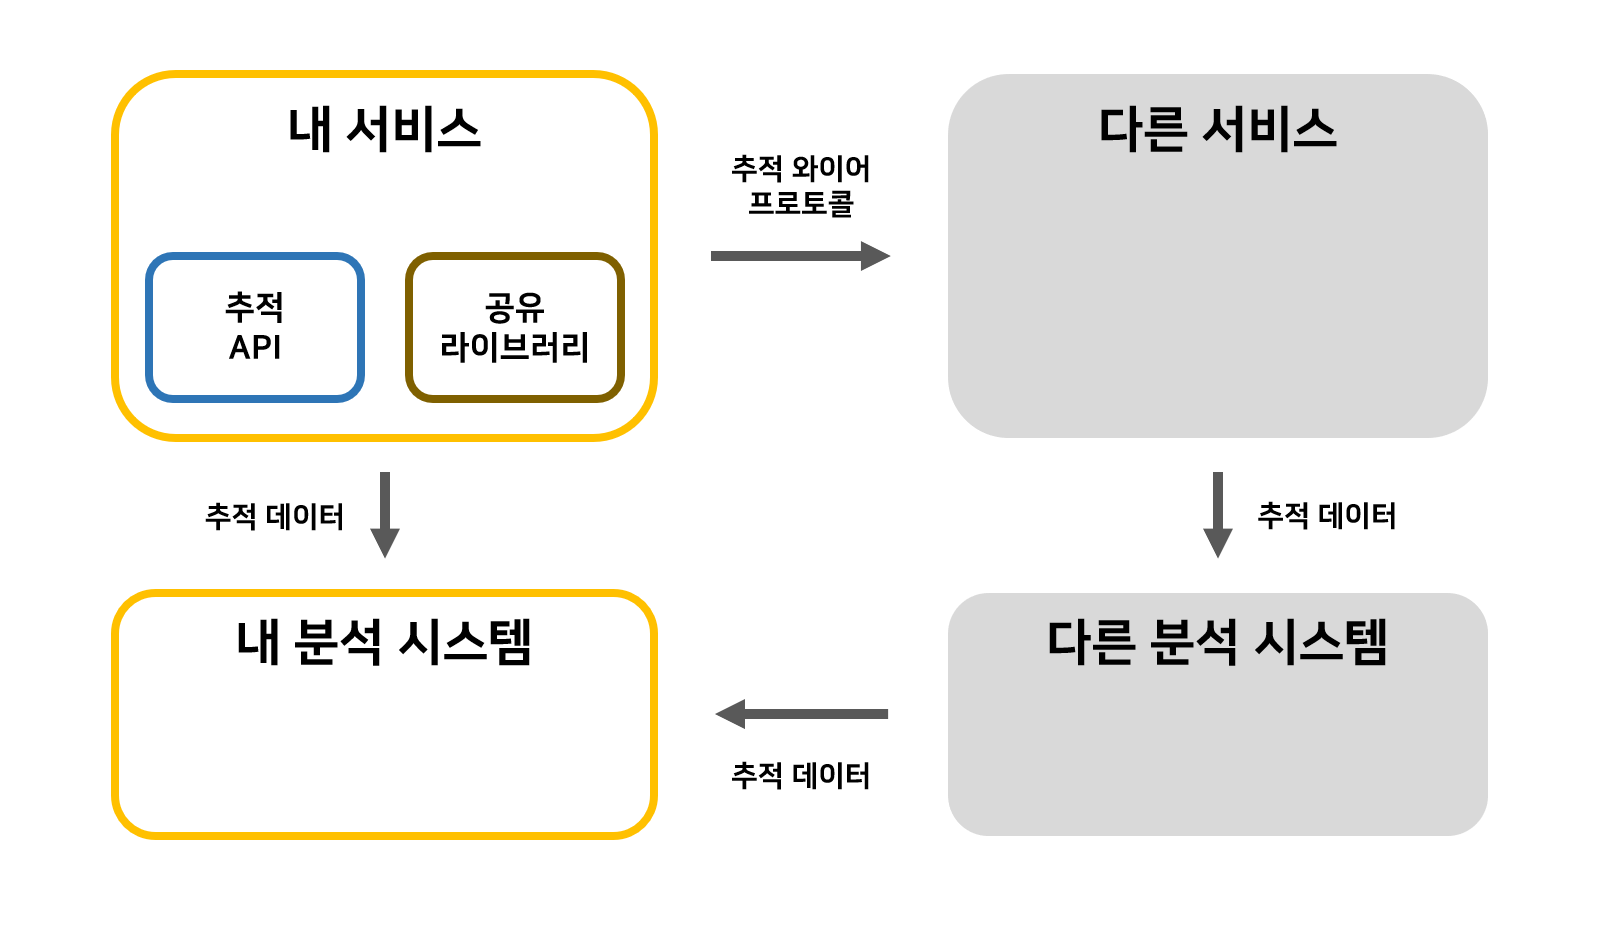 내 서비스
다른 서비스
추적 와이어
프로토콜
추적
API
공유
라이브러리
추적 데이터
추적 데이터
내 분석 시스템
다른 분석 시스템
추적 데이터